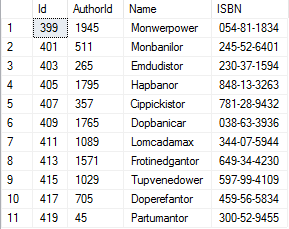 Id AuthorId Name ISBN
1 399 1945 Monwerpower 054-81-1834
2 401 511 Monbanilor 245-52-6401
3 403 265 Emdudistor 230-37-1594
4 405 1795 Hapbanor 848-13-3263
5 407 357 Cippickistor 781-28-9432
6 409 1765 Dopbanicar 038-63-3936
7 411 1089 Lomcadamax 344-07-5944
8 413 1571 Frotinedgantor 649-34-4230
9 415 1029 Tupvenedower 597-99-4109
10 417 705 Doperefantor 459-56-5834
11 419 45 Partumantor 300-52-9455